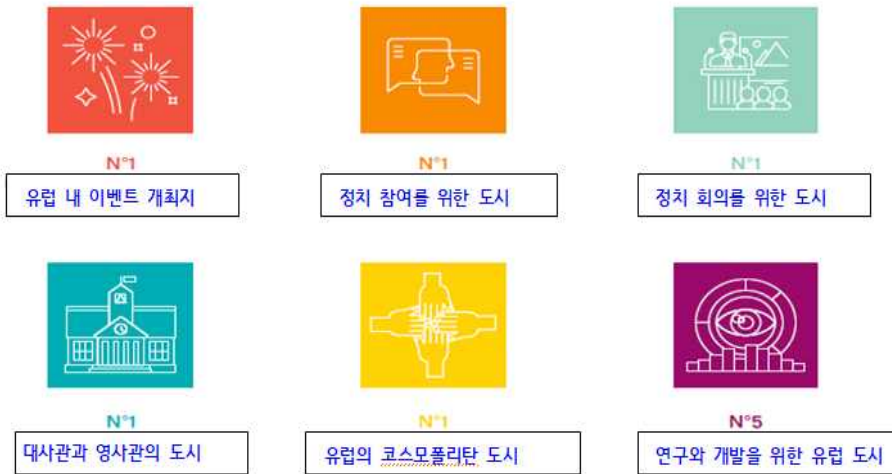 N°1
유럽 내 이벤트 개최지
N°1
정치 참여를 위한 도시
N°1
정치 회의를 위한 도시
N°1
대사관과 영사관의 도시
N°1
유럽의 코스모폴리탄 도시
N°5
연구와 개발을 위한 유럽 도시